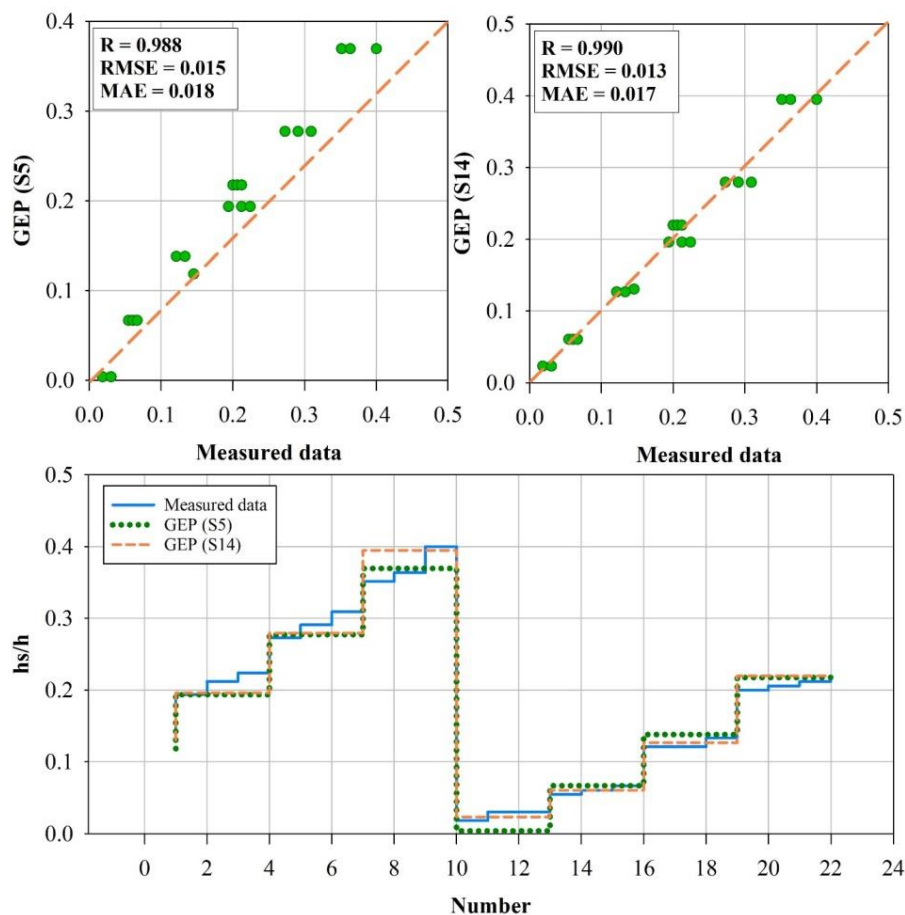 R = 0.988
RMSE = 0.015
MAE = 0.018
GEP (S5)
0.4
0.3
0.2
0.1
0.0
0.0 0.1 0.2 0.3 0.4 0.5
Measured data
R = 0.990
RMSE = 0.013
MAE = 0.017
GEP (S14)
0.5
0.4
0.3
0.2
0.1
0.0
0.0 0.1 0.2 0.3 0.4 0.5
Measured data
Measured data
GEP (S5)
GEP (S14)
hs/h
0.5
0.4
0.3
0.2
0.1
0.0
0 2 4 6 8 10 12 14 16 18 20 22 24
Number